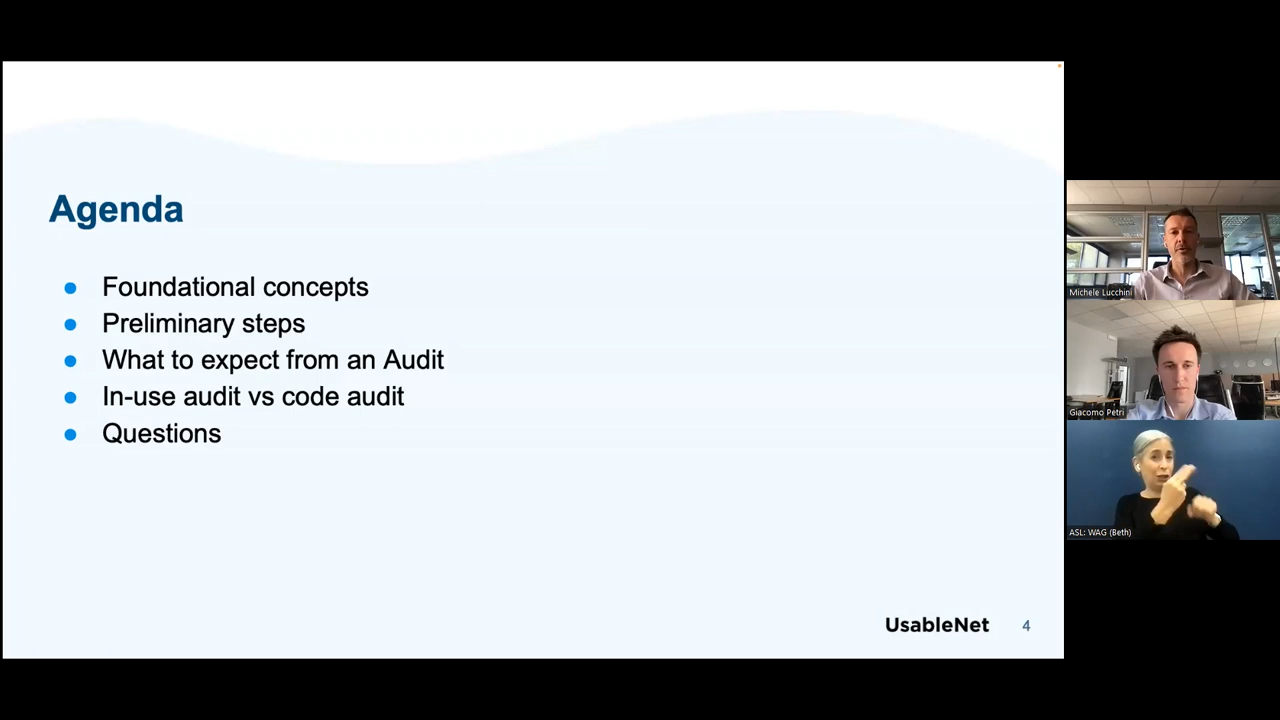 Agenda
Foundational concepts
Preliminary steps
What to expect from an Audit
In-use audit vs code audit
Questions
UsableNet 4
Michele Lucchini
Giacomo Petri
ASL: WAG (Beth)